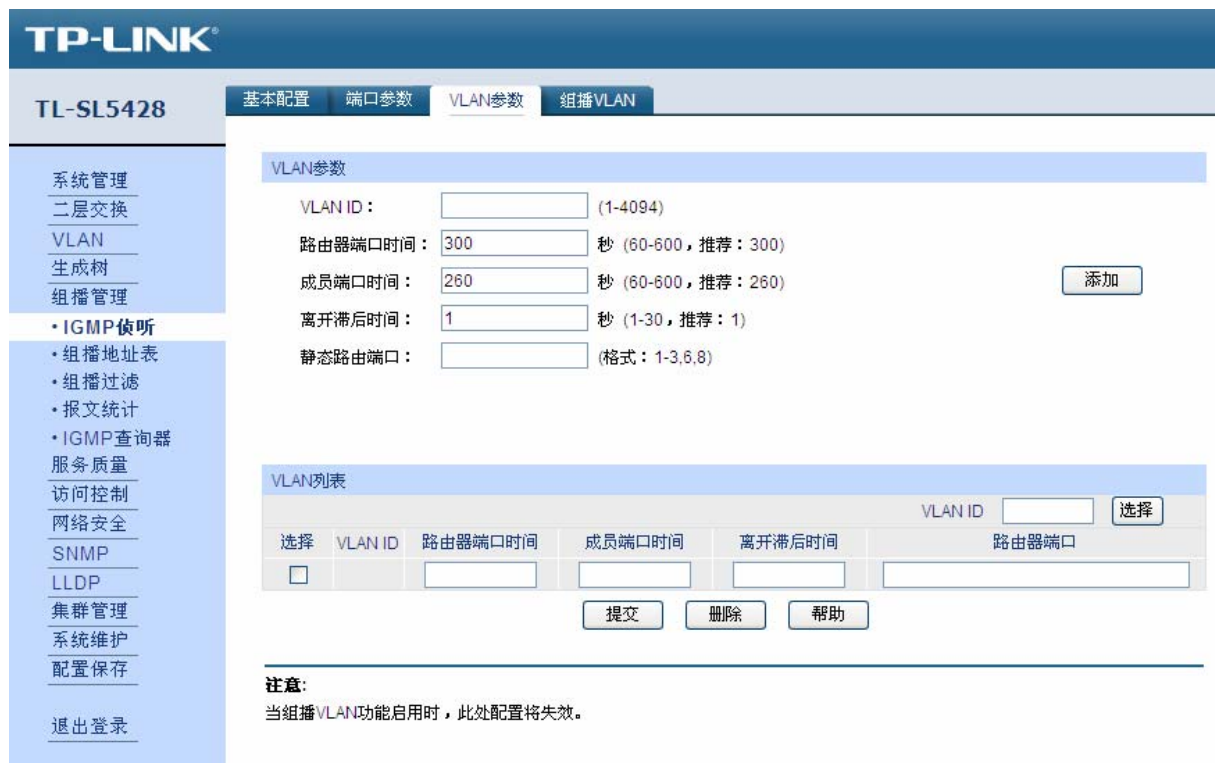 TP-LINK®
TL-SL5428
基本配置 端口参数 VLAN参数 组播VLAN
系统管理
二层交换
VLAN
生成树
组播管理
•IGMP侦听
•组播地址表
•组播过滤
•报文统计
•IGMP查询器
服务质量
访问控制
网络安全
SNMP
LLDP
集群管理
系统维护
配置保存
退出登录
VLAN参数
VLAN ID： (1-4094)
路由器端口时间： 300 秒 (60-600，推荐：300)
成员端口时间： 260 秒 (60-600，推荐：260)
添加
离开滞后时间： 1 秒 (1-30，推荐：1)
静态路由端口： (格式：1-3,6,8)
VLAN列表
VLAN ID 选择
选择 VLAN ID 路由器端口时间 成员端口时间 离开滞后时间 路由器端口
提交 删除 帮助
注意:
当组播VLAN功能启用时，此处配置将失效。